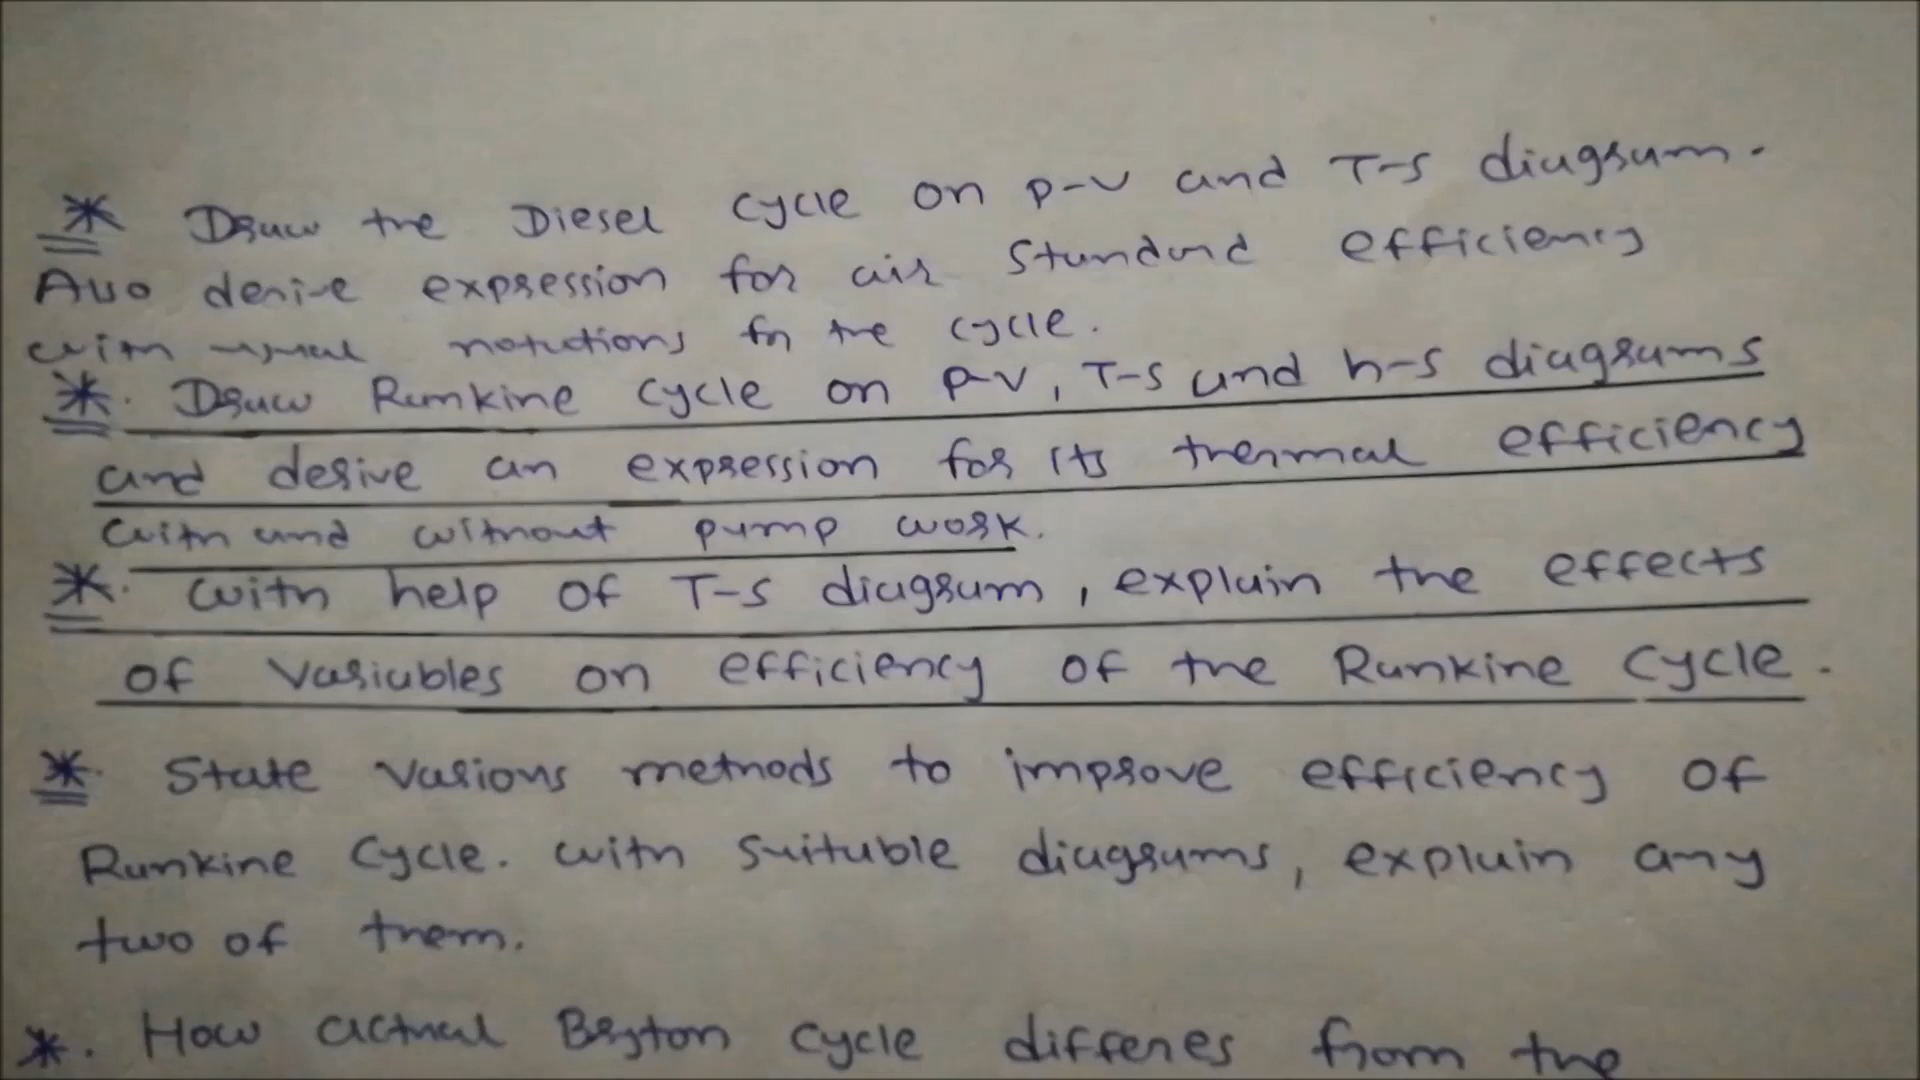 * Draw the Diesel cycle on p-v and T-s diagram.
Also derive expression for air standard efficiency
with usual notations for the cycle.
*. Draw Rankine cycle on p-v, T-s and h-s diagrams
and derive an expression for its thermal efficiency
with and without pump work.
*. with help of T-s diagram, explain the effects
of variables on efficiency of the Rankine cycle.
*. State various methods to improve efficiency of
Rankine cycle. with suitable diagrams, explain any
two of them.
*. How actual Bryton cycle differes from the